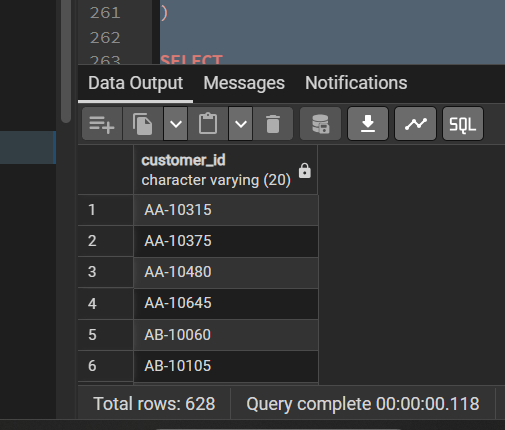 261 )
262
263 SELECT
Data Output Messages Notifications
SQL
customer_id
character varying (20)
1 AA-10315
2 AA-10375
3 AA-10480
4 AA-10645
5 AB-10060
6 AB-10105
Total rows: 628 Query complete 00:00:00.118